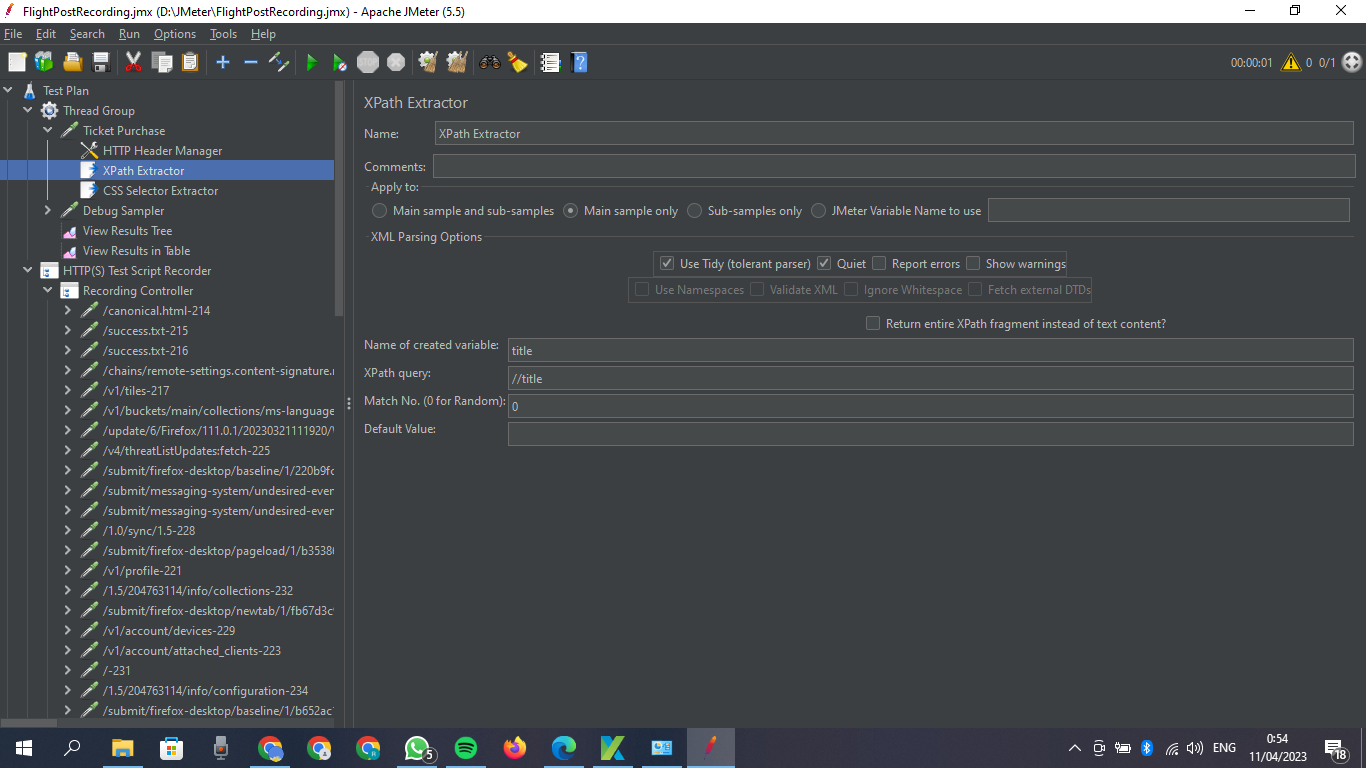 FlightPostRecording.jmx (D:\JMeter\FlightPostRecording.jmx) - Apache JMeter (5.5)
File Edit Search Run Options Tools Help
STOP 00:00:01 0 0/1
Test Plan
Thread Group
Ticket Purchase
HTTP Header Manager
XPath Extractor
CSS Selector Extractor
Debug Sampler
View Results Tree
View Results in Table
HTTP(S) Test Script Recorder
Recording Controller
/canonical.html-214
/success.txt-215
/success.txt-216
/chains/remote-settings.content-signature.
/v1/tiles-217
/v1/buckets/main/collections/ms-language
/update/6/Firefox/111.0.1/20230321111920/
/v4/threatListUpdates:fetch-225
/submit/firefox-desktop/baseline/1/220b9fc
/submit/messaging-system/undesired-ever
/submit/messaging-system/undesired-ever
/1.0/sync/1.5-228
/submit/firefox-desktop/pageload/1/b3538
/v1/profile-221
/1.5/204763114/info/collections-232
/submit/firefox-desktop/newtab/1/fb67d3c
/v1/account/devices-229
/v1/account/attached_clients-223
/-231
/1.5/204763114/info/configuration-234
/submit/firefox-desktop/baseline/1/b652ac
XPath Extractor
Name: XPath Extractor
Comments:
Apply to:
Main sample and sub-samples Main sample only Sub-samples only JMeter Variable Name to use
XML Parsing Options
Use Tidy (tolerant parser) Quiet Report errors Show warnings
Use Namespaces Validate XML Ignore Whitespace Fetch external DTDs
Return entire XPath fragment instead of text content?
Name of created variable: title
XPath query: //title
Match No. (0 for Random): 0
Default Value:
5
ENG
0:54
11/04/2023
18